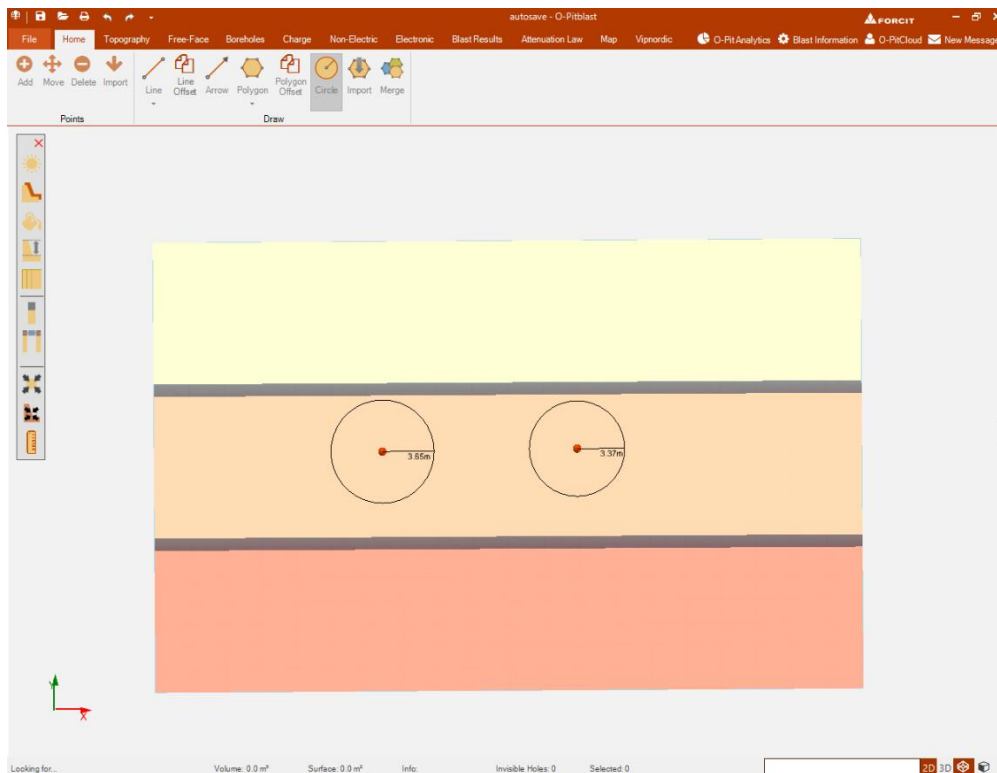 autosave - O-Pitblast
FORCIT
File Home Topography Free-Face Boreholes Charge Non-Electric Electronic Blast Results Attenuation Law Map Vipnordic O-PitAnalytics Blast Information O-PitCloud New Message
Add Move Delete Import Line Line Offset Arrow Polygon Polygon Offset Circle Import Merge
Points Draw
3.65m 3.37m
Y
X
Looking for... Volume: 0.0 m³ Surface: 0.0 m² Info: Invisible Holes: 0 Selected: 0 2D 3D